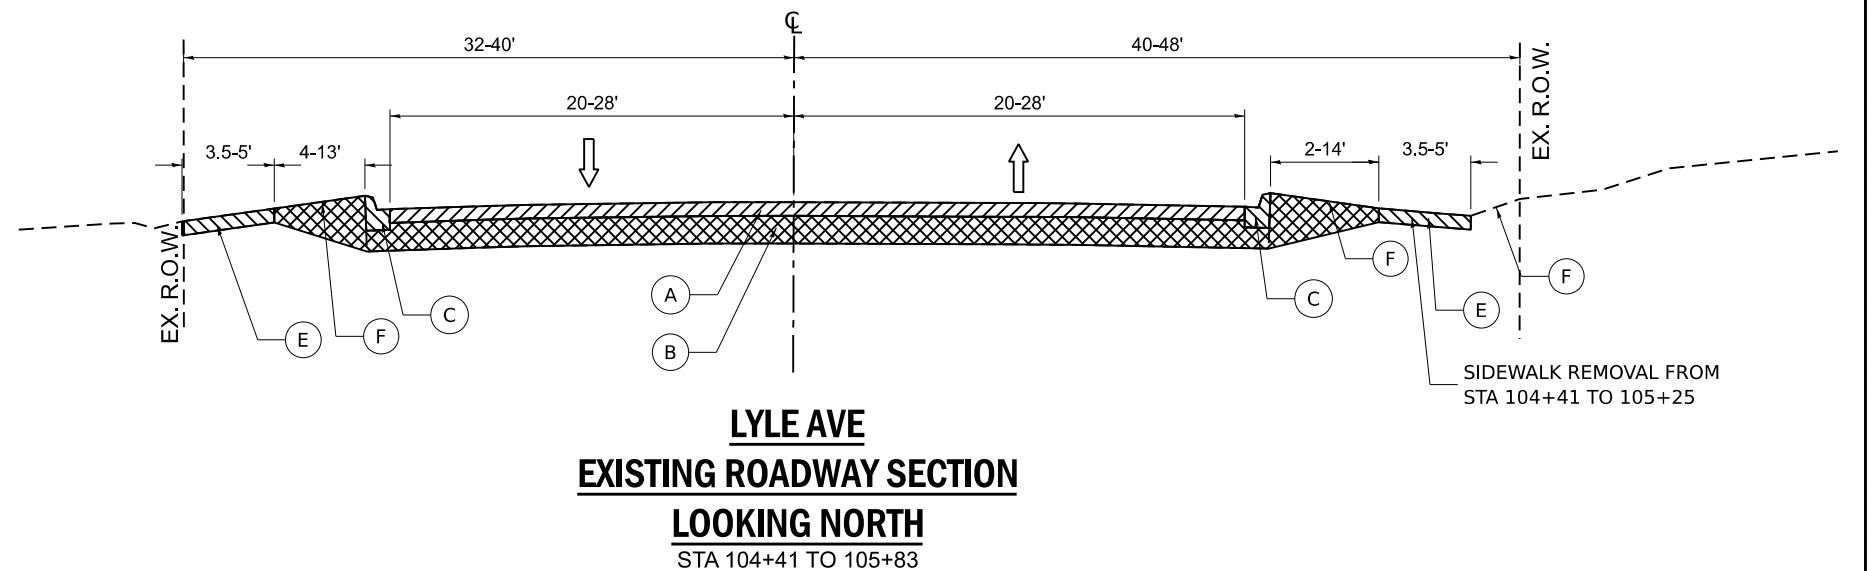 ℄
32-40'
40-48'
20-28'
20-28'
3.5-5'
4-13'
2-14'
3.5-5'
EX. R.O.W.
EX. R.O.W.
A
B
C
E
F
C
F
E
F
SIDEWALK REMOVAL FROM
STA 104+41 TO 105+25
LYLE AVE
EXISTING ROADWAY SECTION
LOOKING NORTH
STA 104+41 TO 105+83